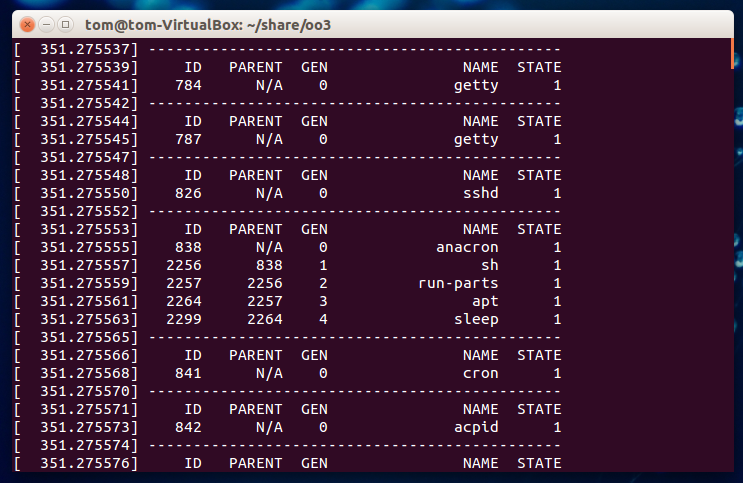 tom@tom-VirtualBox: ~/share/oo3
[  351.275537] ----------------------------------------------
[  351.275539]     ID   PARENT  GEN               NAME  STATE
[  351.275541]    784      N/A    0              getty      1
[  351.275542] ----------------------------------------------
[  351.275544]     ID   PARENT  GEN               NAME  STATE
[  351.275545]    787      N/A    0              getty      1
[  351.275547] ----------------------------------------------
[  351.275548]     ID   PARENT  GEN               NAME  STATE
[  351.275550]    826      N/A    0               sshd      1
[  351.275552] ----------------------------------------------
[  351.275553]     ID   PARENT  GEN               NAME  STATE
[  351.275555]    838      N/A    0            anacron      1
[  351.275557]   2256      838    1                 sh      1
[  351.275559]   2257     2256    2          run-parts      1
[  351.275561]   2264     2257    3                apt      1
[  351.275563]   2299     2264    4              sleep      1
[  351.275565] ----------------------------------------------
[  351.275566]     ID   PARENT  GEN               NAME  STATE
[  351.275568]    841      N/A    0               cron      1
[  351.275570] ----------------------------------------------
[  351.275571]     ID   PARENT  GEN               NAME  STATE
[  351.275573]    842      N/A    0              acpid      1
[  351.275574] ----------------------------------------------
[  351.275576]     ID   PARENT  GEN               NAME  STATE